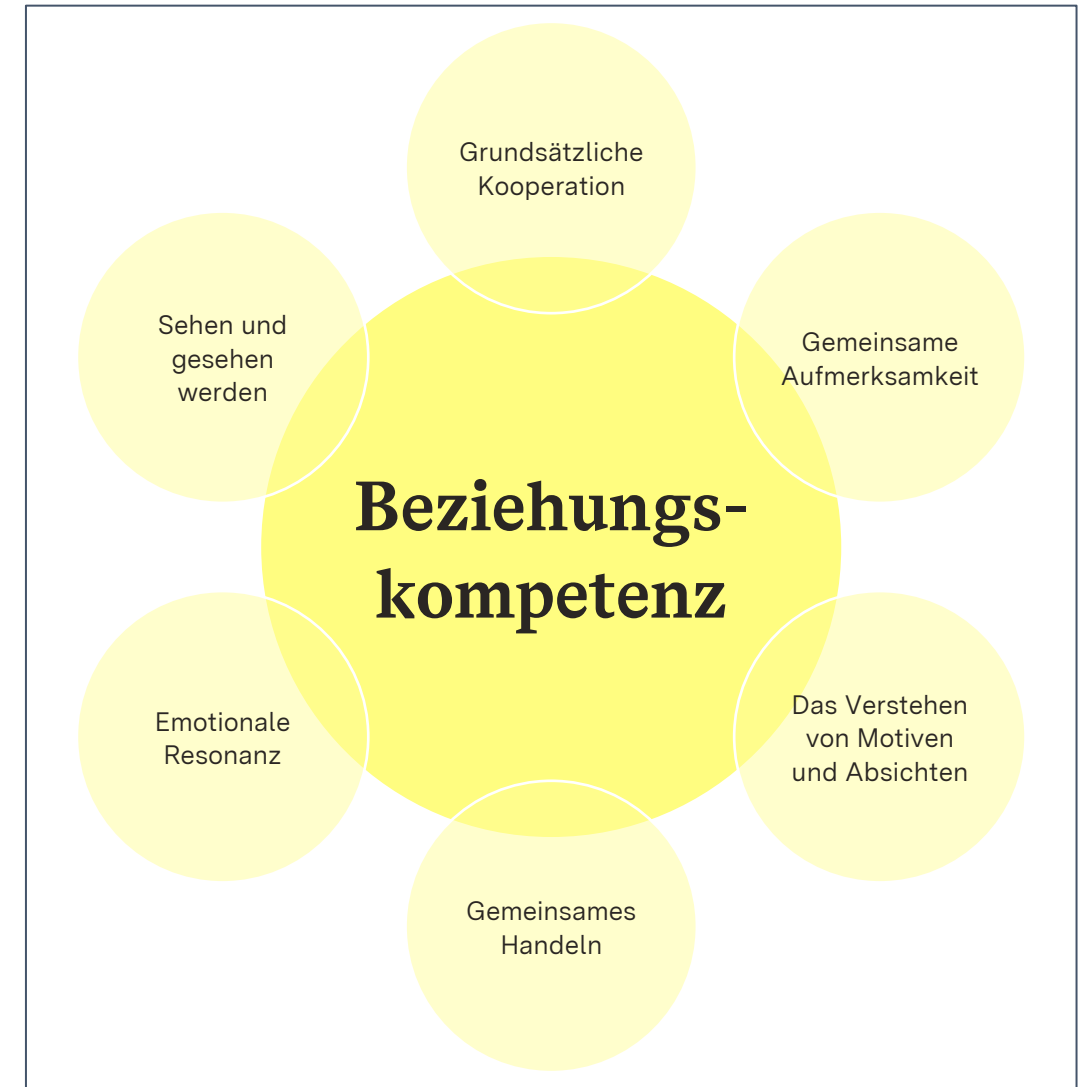 Grundsätzliche
Kooperation
Sehen und
gesehen
werden
Gemeinsame
Aufmerksamkeit
Beziehungs-
kompetenz
Emotionale
Resonanz
Das Verstehen
von Motiven
und Absichten
Gemeinsames
Handeln